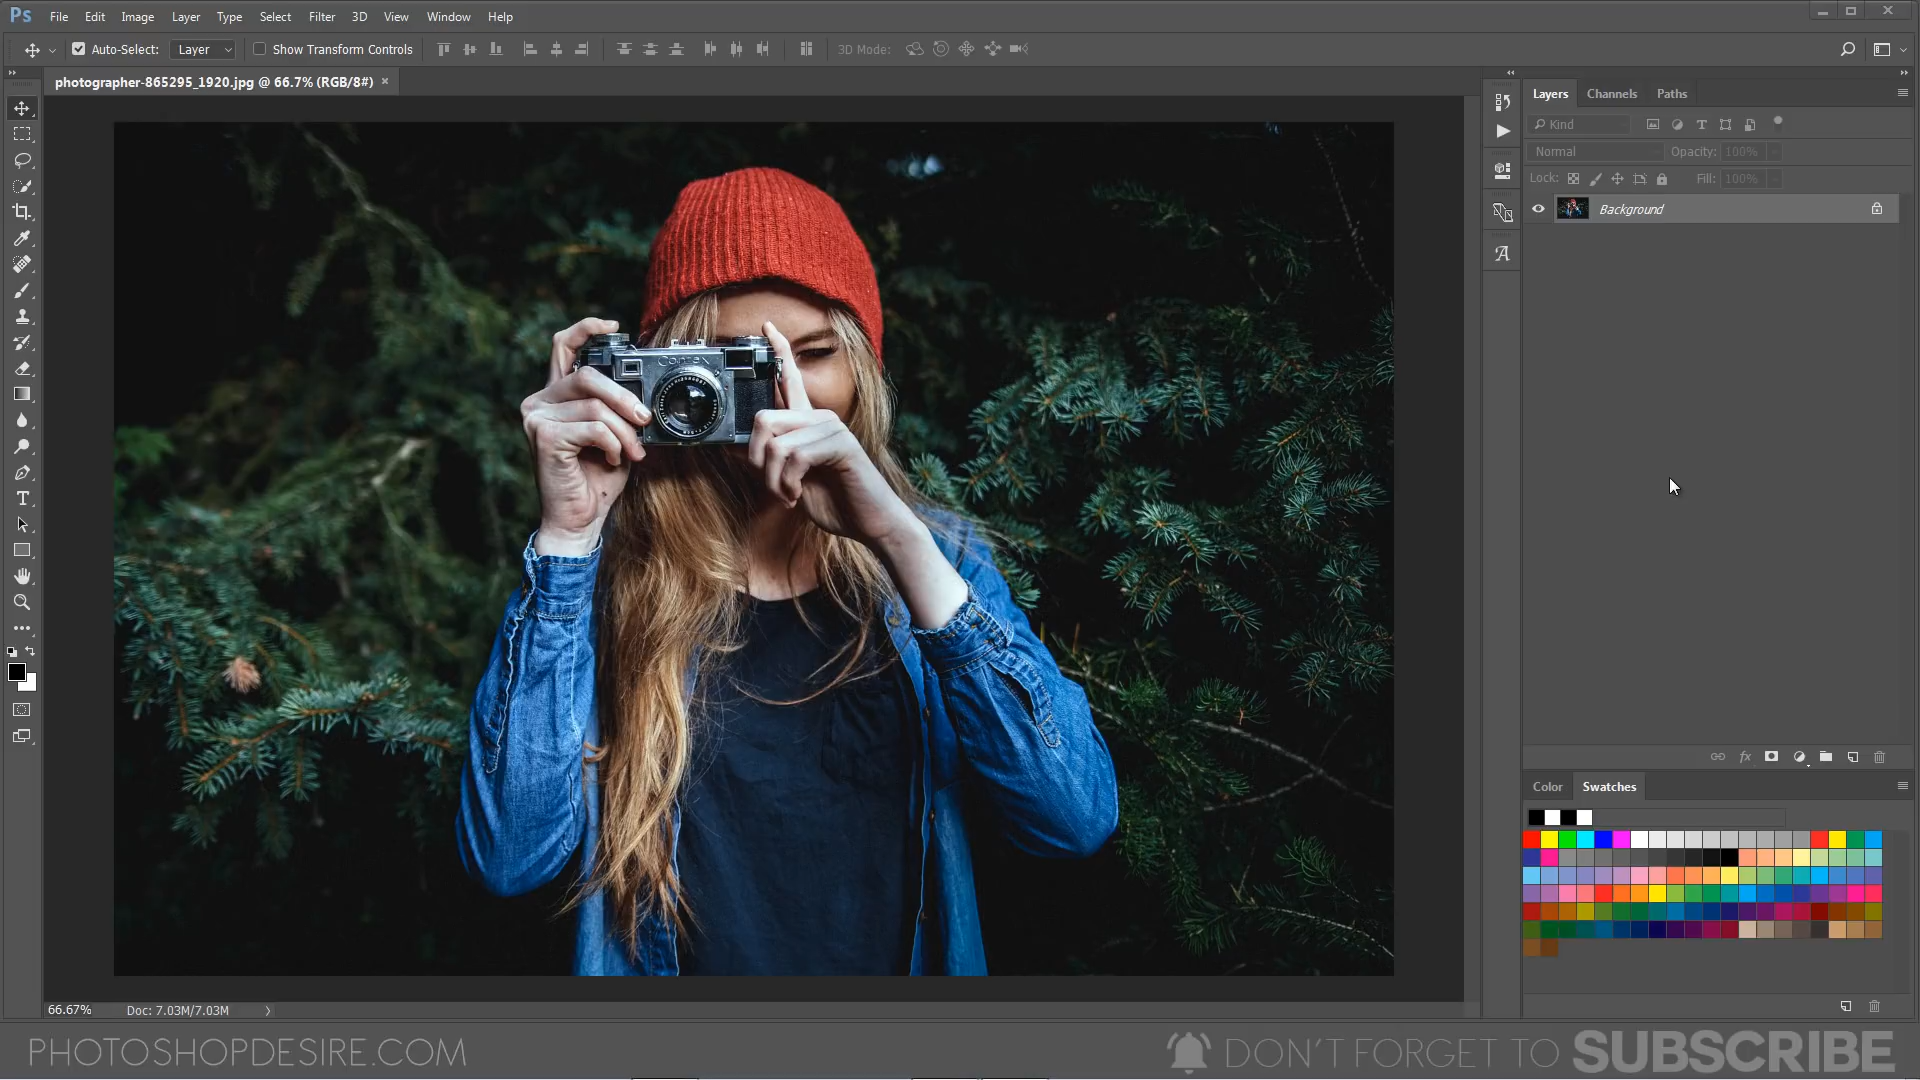 Ps File Edit Image Layer Type Select Filter 3D View Window Help
Auto-Select: Layer Show Transform Controls 3D Mode:
photographer-865295_1920.jpg @ 66.7% (RGB/8#) ×
Layers Channels Paths
Kind
Normal Opacity: 100%
Lock: Fill: 100%
Background
Contax
fx
Color Swatches
66.67% Doc: 7.03M/7.03M
PHOTOSHOPDESIRE.COM
DON'T FORGET TO SUBSCRIBE